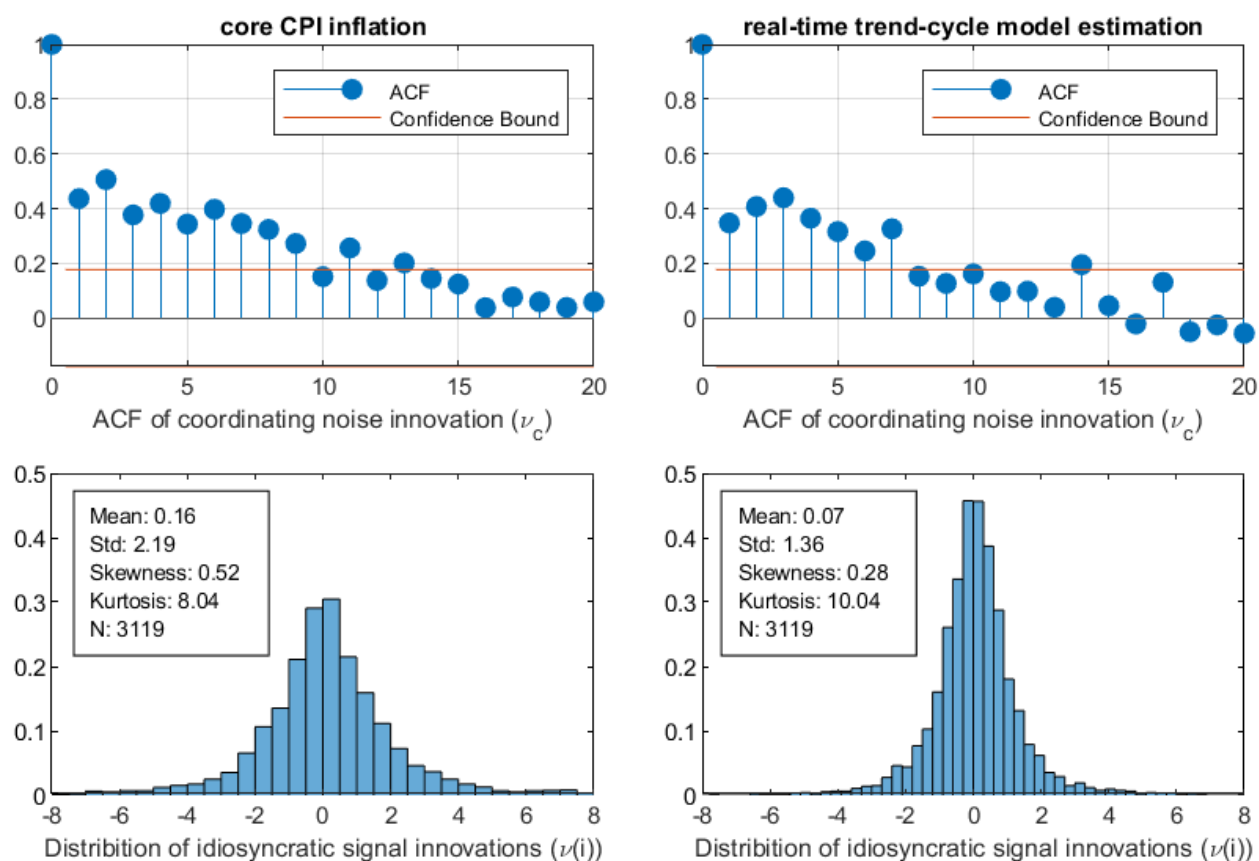 core CPI inflation
1
0.8
0.6
0.4
0.2
0
0
5
10
15
20
ACF
Confidence Bound
ACF of coordinating noise innovation (ν_c)
real-time trend-cycle model estimation
1
0.8
0.6
0.4
0.2
0
0
5
10
15
20
ACF
Confidence Bound
ACF of coordinating noise innovation (ν_c)
0.5
0.4
0.3
0.2
0.1
0
Mean: 0.16
Std: 2.19
Skewness: 0.52
Kurtosis: 8.04
N: 3119
-8
-6
-4
-2
0
2
4
6
8
Distribition of idiosyncratic signal innovations (ν(i))
0.5
0.4
0.3
0.2
0.1
0
Mean: 0.07
Std: 1.36
Skewness: 0.28
Kurtosis: 10.04
N: 3119
-8
-6
-4
-2
0
2
4
6
8
Distribition of idiosyncratic signal innovations (ν(i))